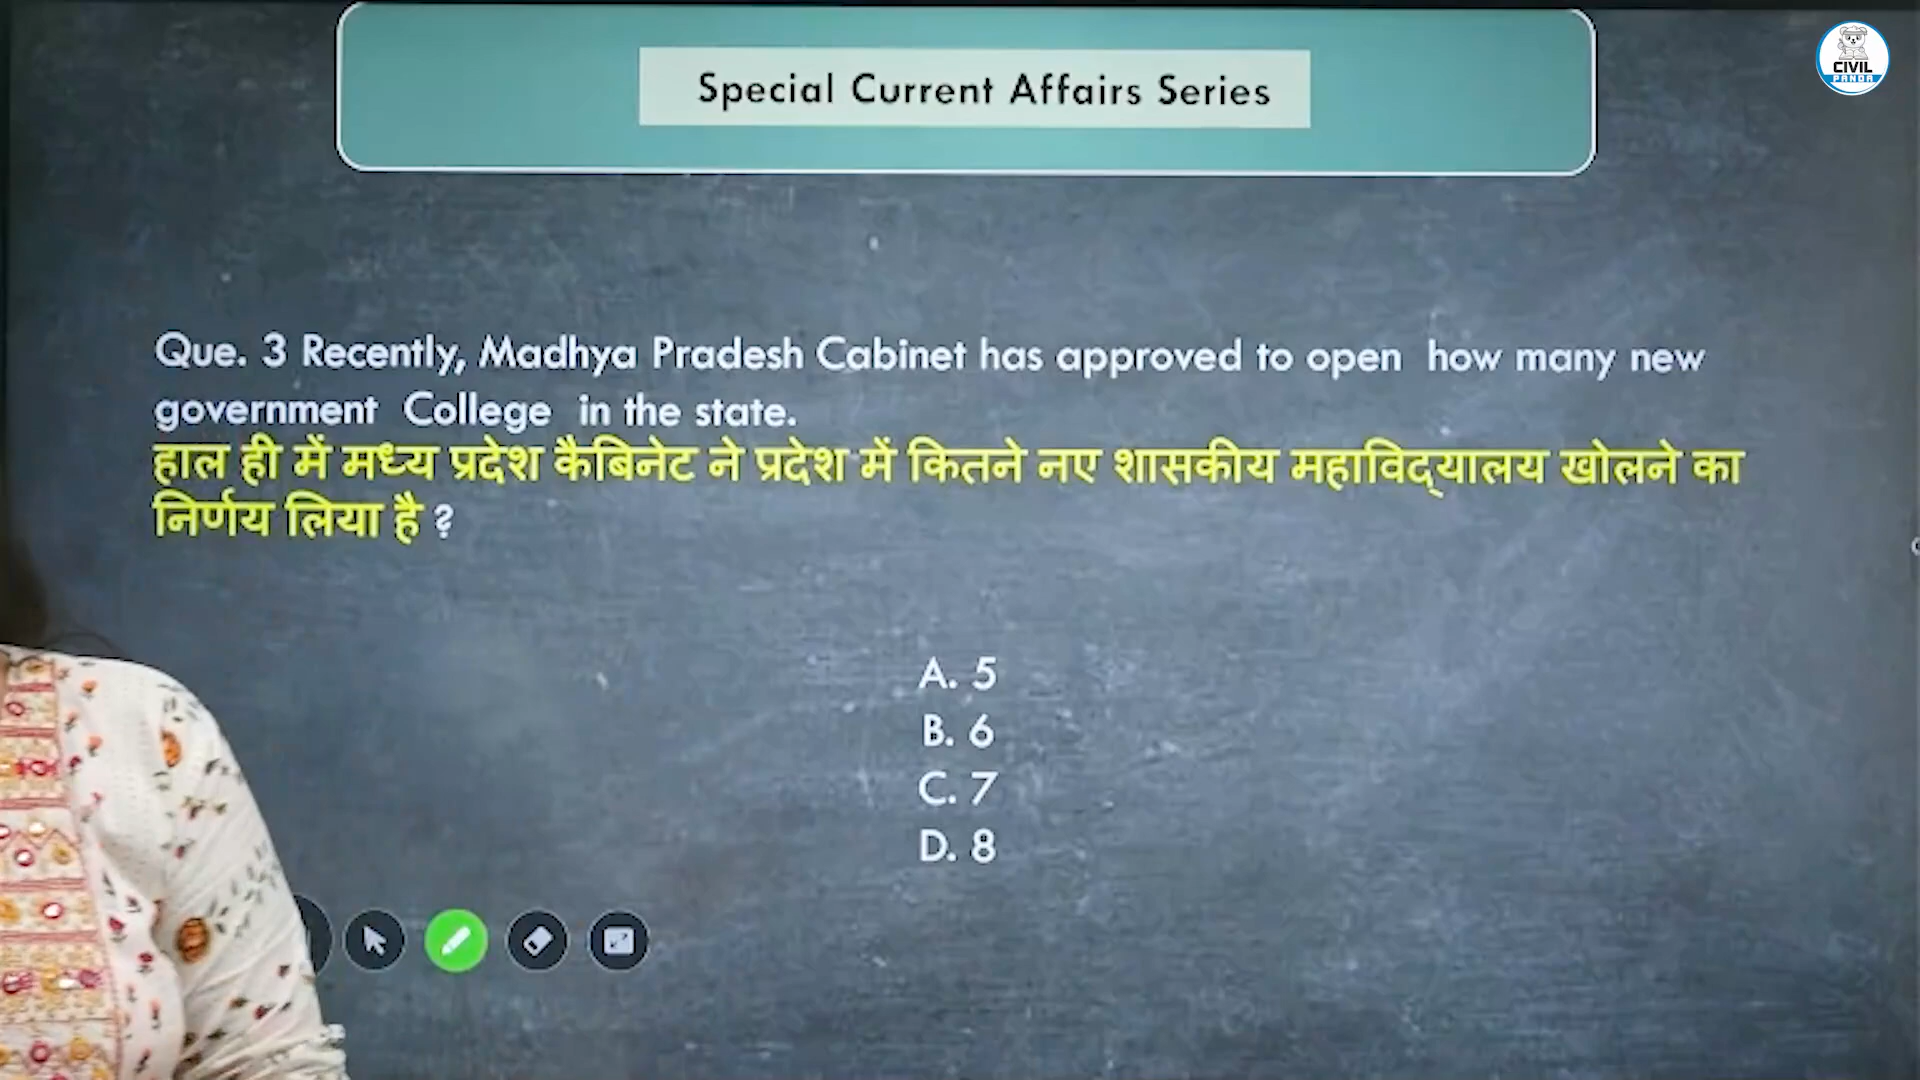 CIVIL
PANDA
Special Current Affairs Series
Que. 3 Recently, Madhya Pradesh Cabinet has approved to open how many new
government College in the state.
हाल ही में मध्य प्रदेश कैबिनेट ने प्रदेश में कितने नए शासकीय महाविद्यालय खोलने का
निर्णय लिया है ?
A. 5
B. 6
C. 7
D. 8